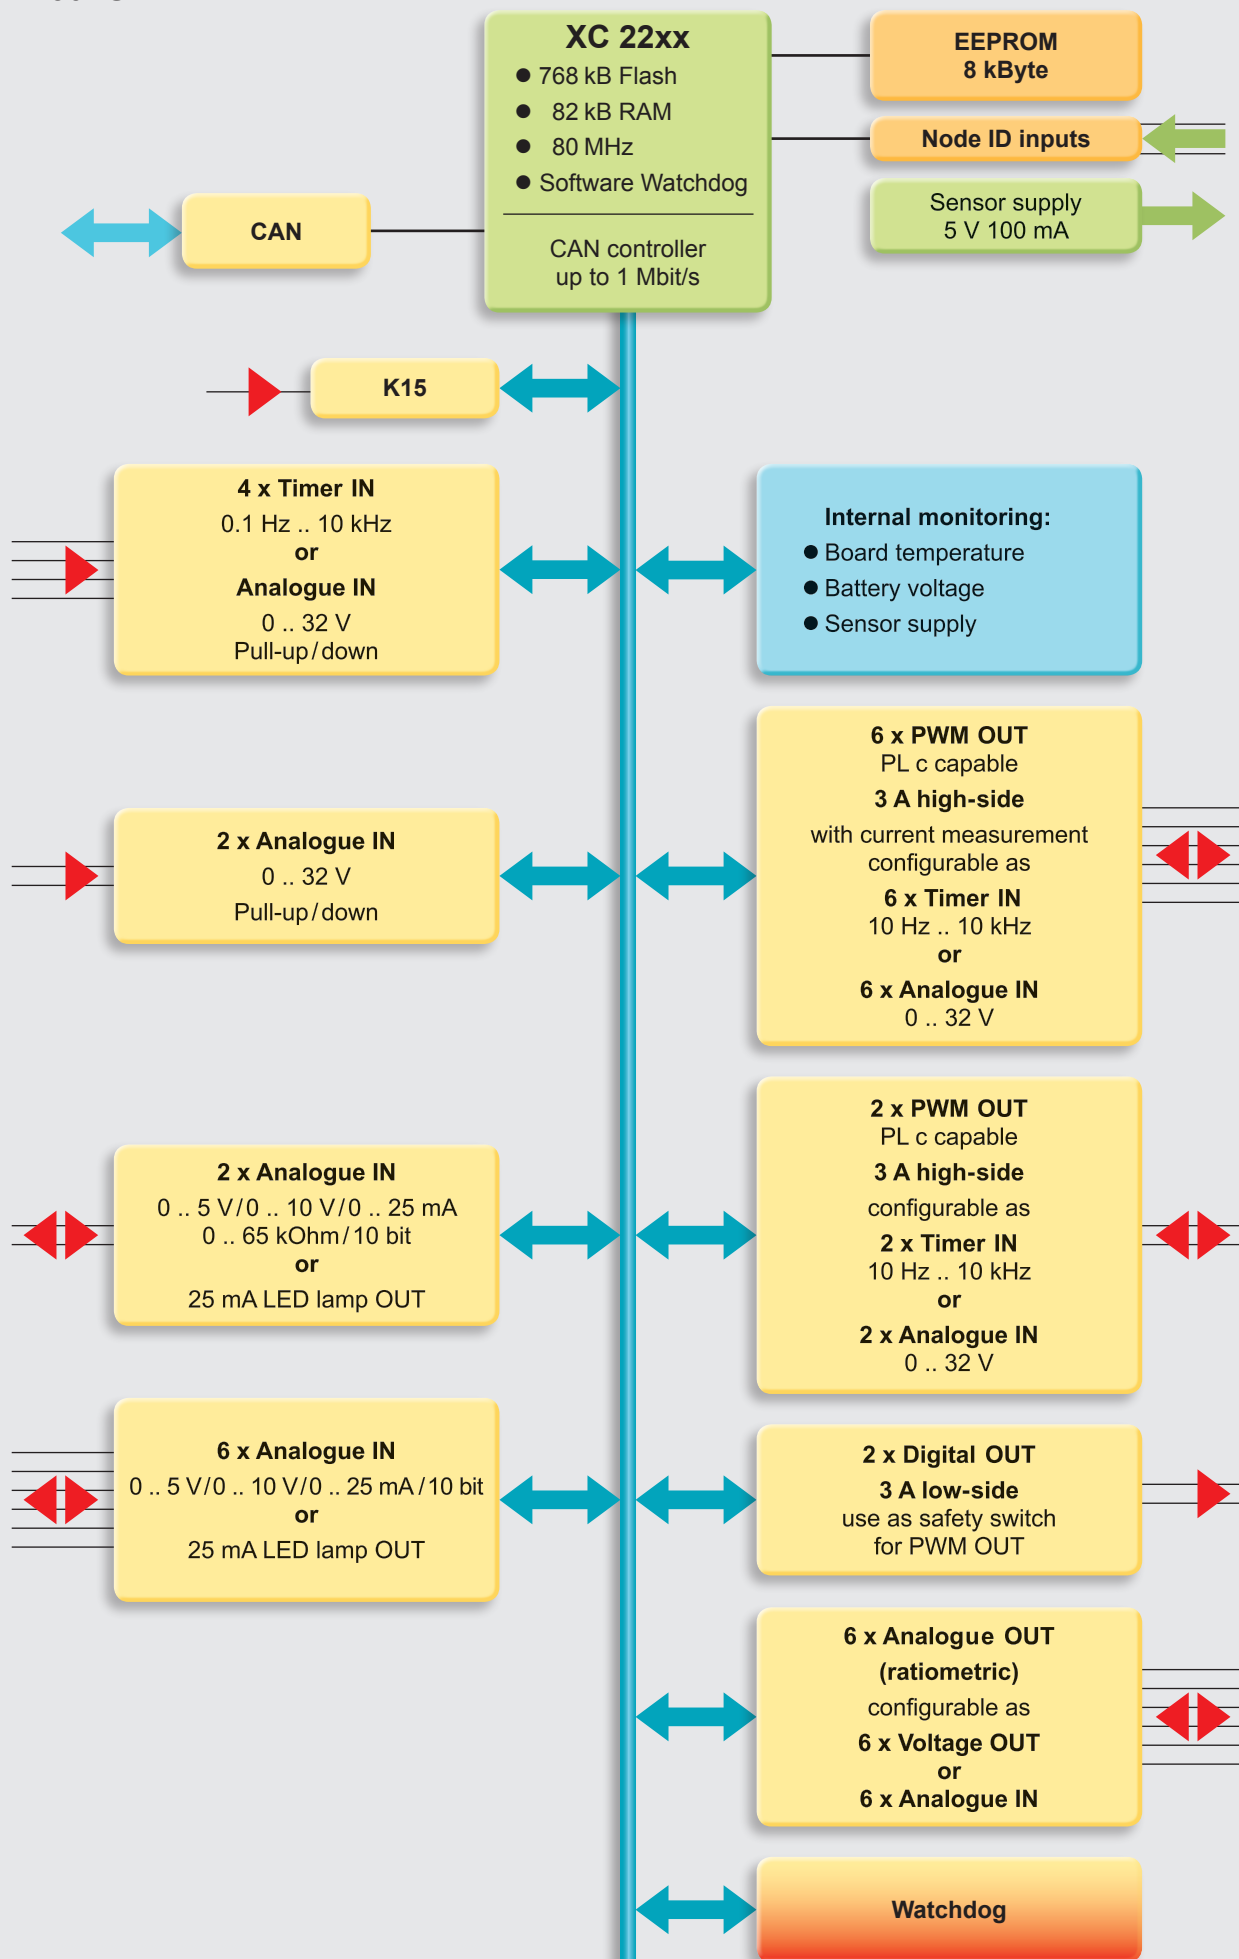 XC 22xx
● 768 kB Flash
● 82 kB RAM
● 80 MHz
● Software Watchdog
CAN controller
up to 1 Mbit/s
EEPROM
8 kByte
Node ID inputs
Sensor supply
5 V 100 mA
CAN
K15
4 x Timer IN
0.1 Hz .. 10 kHz
or
Analogue IN
0 .. 32 V
Pull-up/down
Internal monitoring:
● Board temperature
● Battery voltage
● Sensor supply
2 x Analogue IN
0 .. 32 V
Pull-up/down
6 x PWM OUT
PL c capable
3 A high-side
with current measurement
configurable as
6 x Timer IN
10 Hz .. 10 kHz
or
6 x Analogue IN
0 .. 32 V
2 x Analogue IN
0 .. 5 V/0 .. 10 V/0 .. 25 mA
0 .. 65 kOhm/10 bit
or
25 mA LED lamp OUT
2 x PWM OUT
PL c capable
3 A high-side
configurable as
2 x Timer IN
10 Hz .. 10 kHz
or
2 x Analogue IN
0 .. 32 V
6 x Analogue IN
0 .. 5 V/0 .. 10 V/0 .. 25 mA/10 bit
or
25 mA LED lamp OUT
2 x Digital OUT
3 A low-side
use as safety switch
for PWM OUT
6 x Analogue OUT
(ratiometric)
configurable as
6 x Voltage OUT
or
6 x Analogue IN
Watchdog